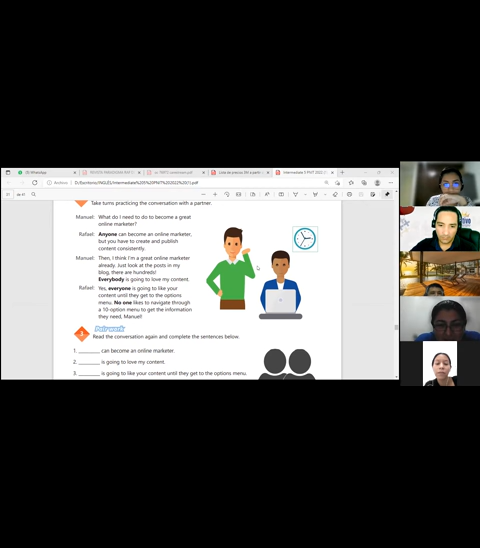 Archivo
D:/Escritorio/INGLÉS/Intermediate
Take turns practicing the conversation with a partner.
Manuel: What do I need to do to become a great
online marketer?
Rafael: Anyone can become an online marketer,
but you have to create and publish
content consistently.
Manuel: Then, I think I'm a great online marketer
already. Just look at the posts in my
blog, there are hundreds!
Everybody is going to love my content.
Rafael: Yes, everyone is going to like your
content until they get to the options
menu. No one likes to navigate through
a 10 option menu to get the information
they need, Manuel!
3. Pair work
Read the conversation again and complete the sentences below.
1. ________ can become an online marketer.
2. ________ is going to love my content.
3. ________ is going to like your content until they get to the options menu.